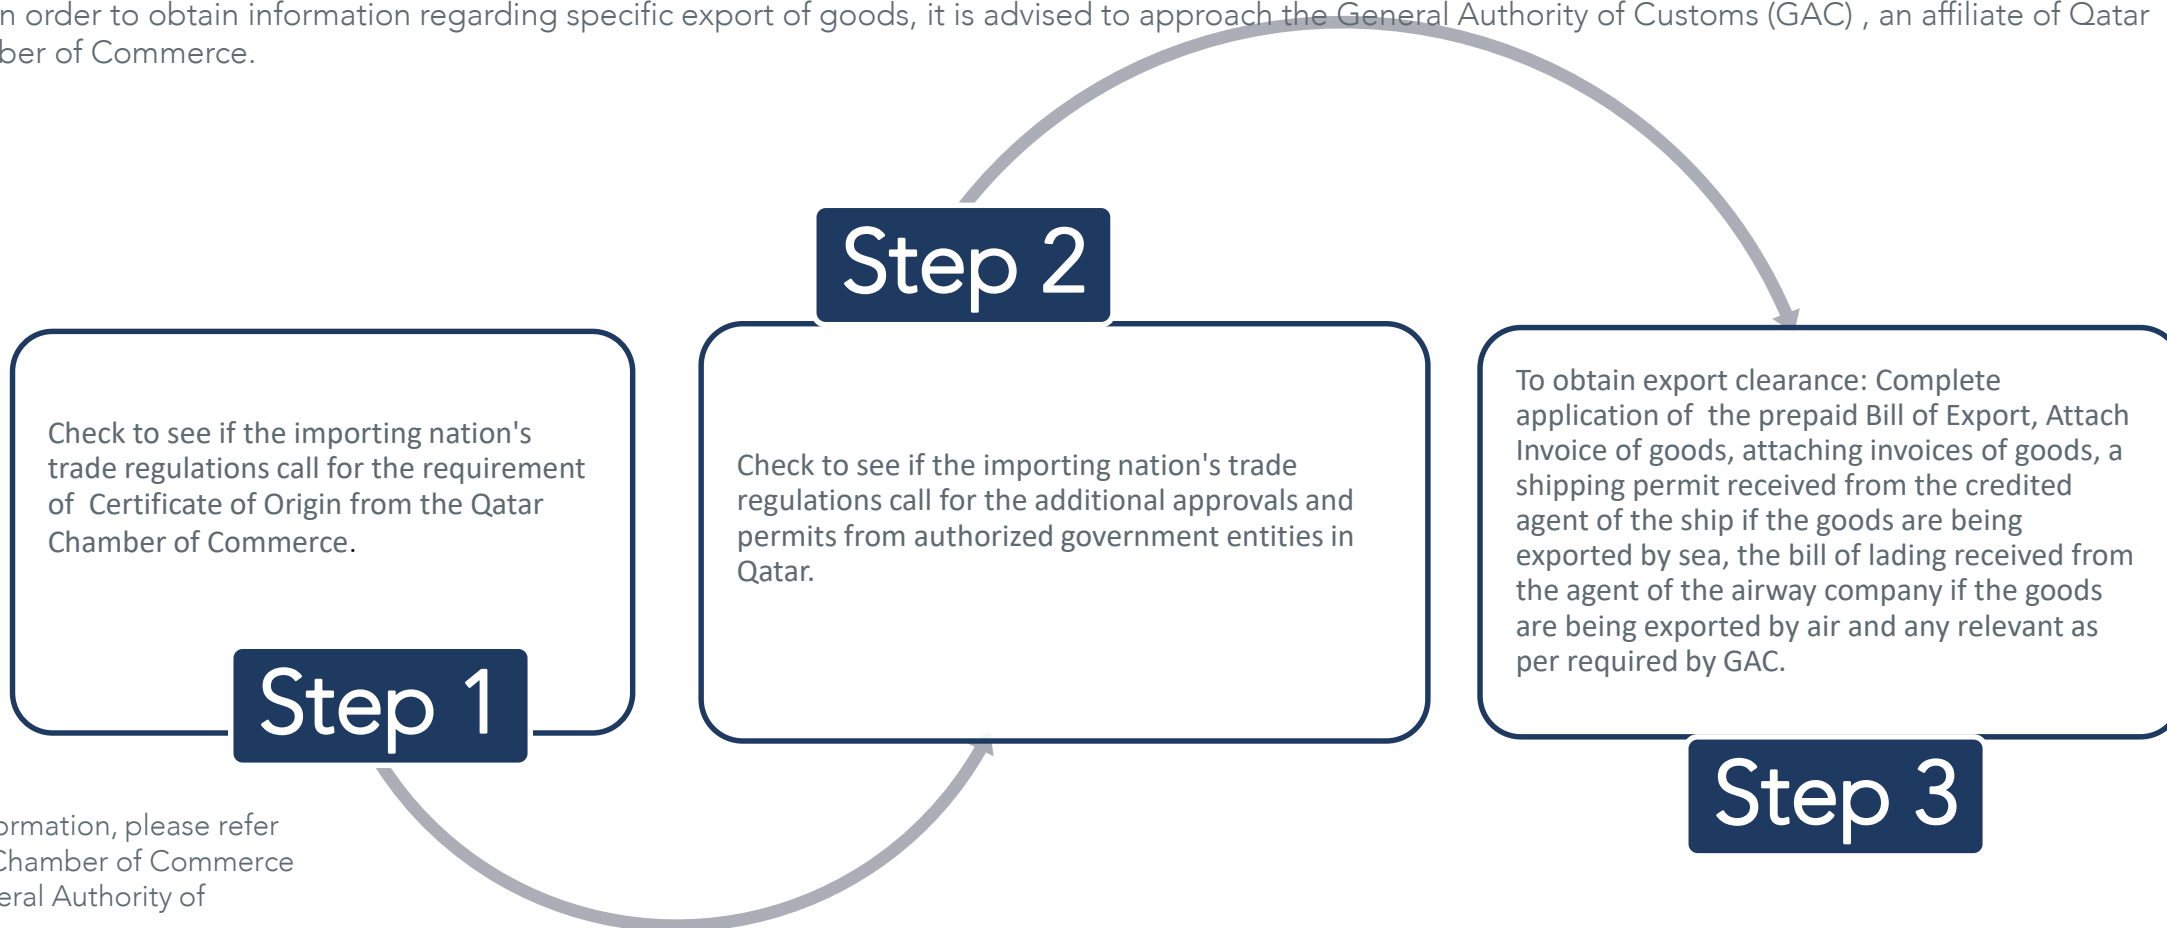 n order to obtain information regarding specific export of goods, it is advised to approach the General Authority of Customs (GAC) , an affiliate of Qatar
ber of Commerce.
Check to see if the importing nation's
trade regulations call for the requirement
of  Certificate of Origin from the Qatar
Chamber of Commerce.
Step 1
Step 2
Check to see if the importing nation's trade
regulations call for the additional approvals and
permits from authorized government entities in
Qatar.
To obtain export clearance: Complete
application of  the prepaid Bill of Export, Attach
Invoice of goods, attaching invoices of goods, a
shipping permit received from the credited
agent of the ship if the goods are being
exported by sea, the bill of lading received from
the agent of the airway company if the goods
are being exported by air and any relevant as
per required by GAC.
Step 3
ormation, please refer
Chamber of Commerce
eral Authority of